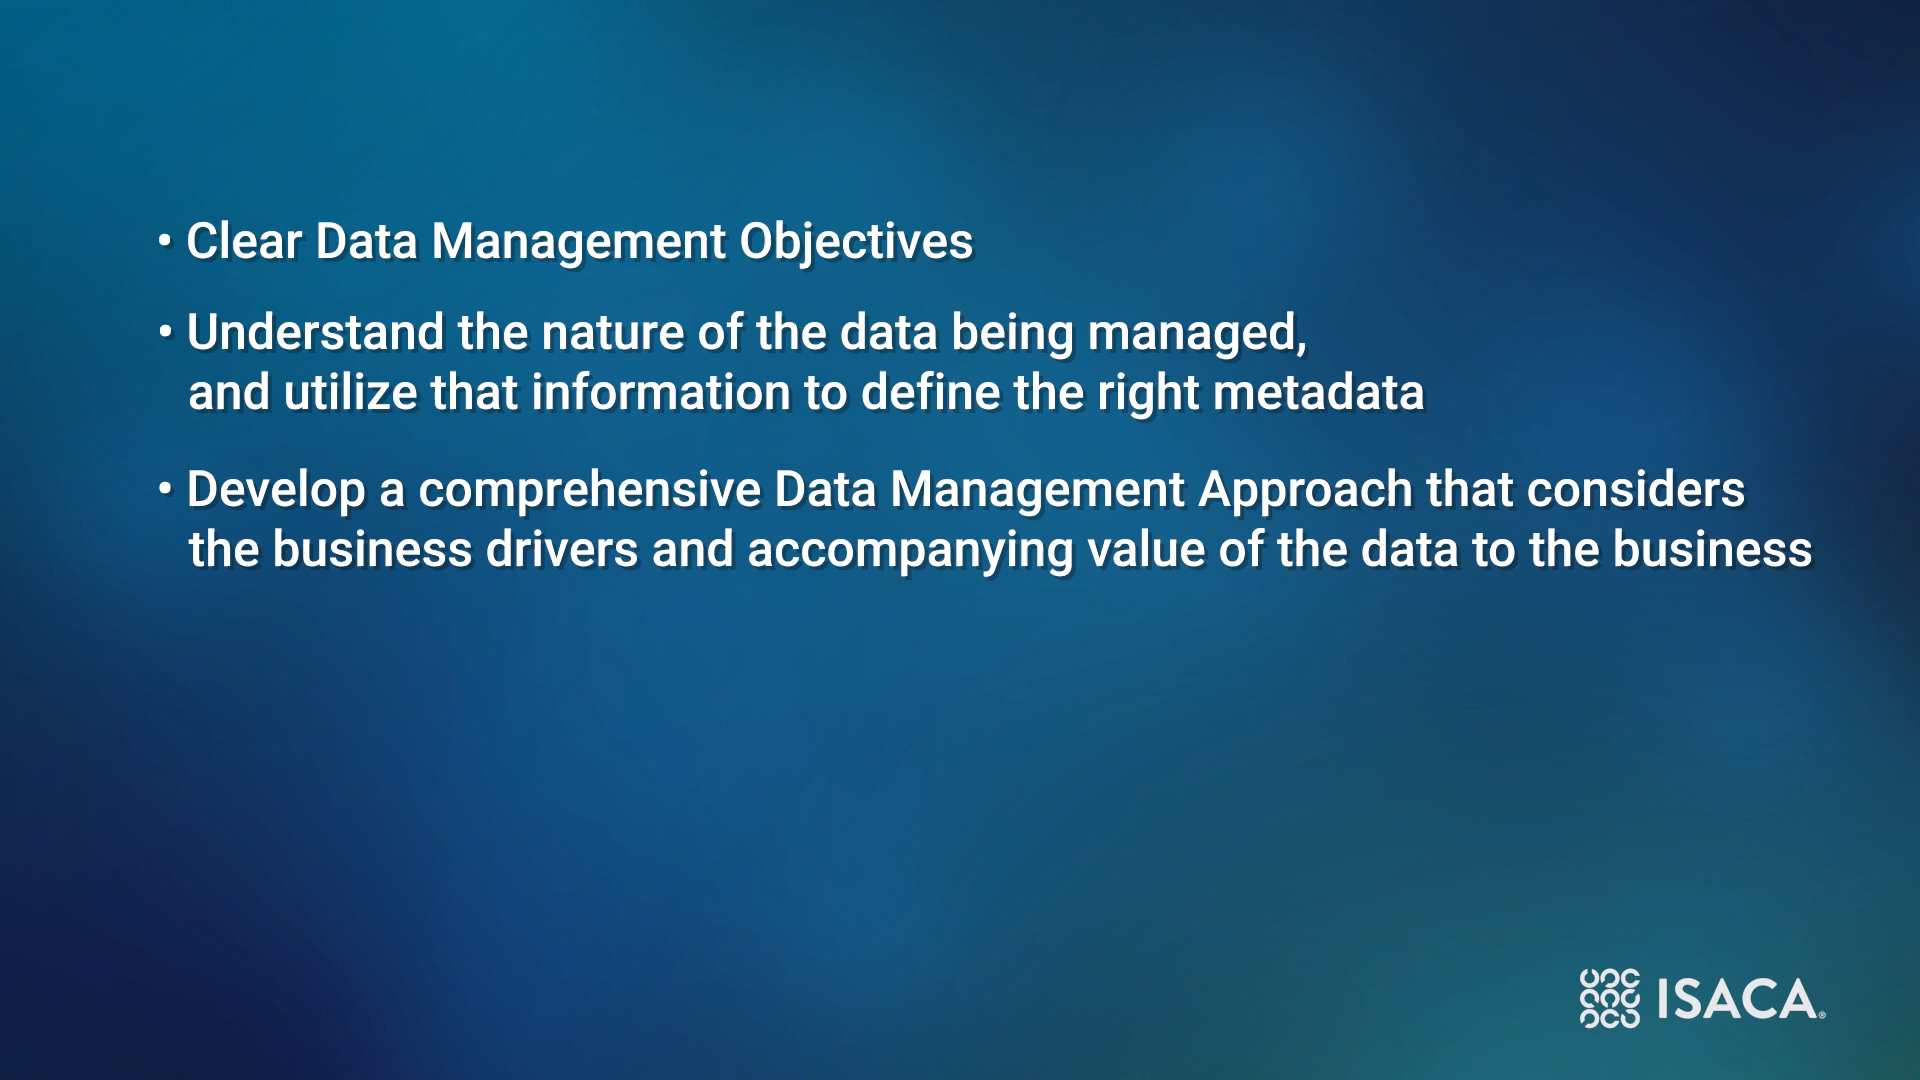 • Clear Data Management Objectives
• Understand the nature of the data being managed,
and utilize that information to define the right metadata
• Develop a comprehensive Data Management Approach that considers
the business drivers and accompanying value of the data to the business
ISACA®